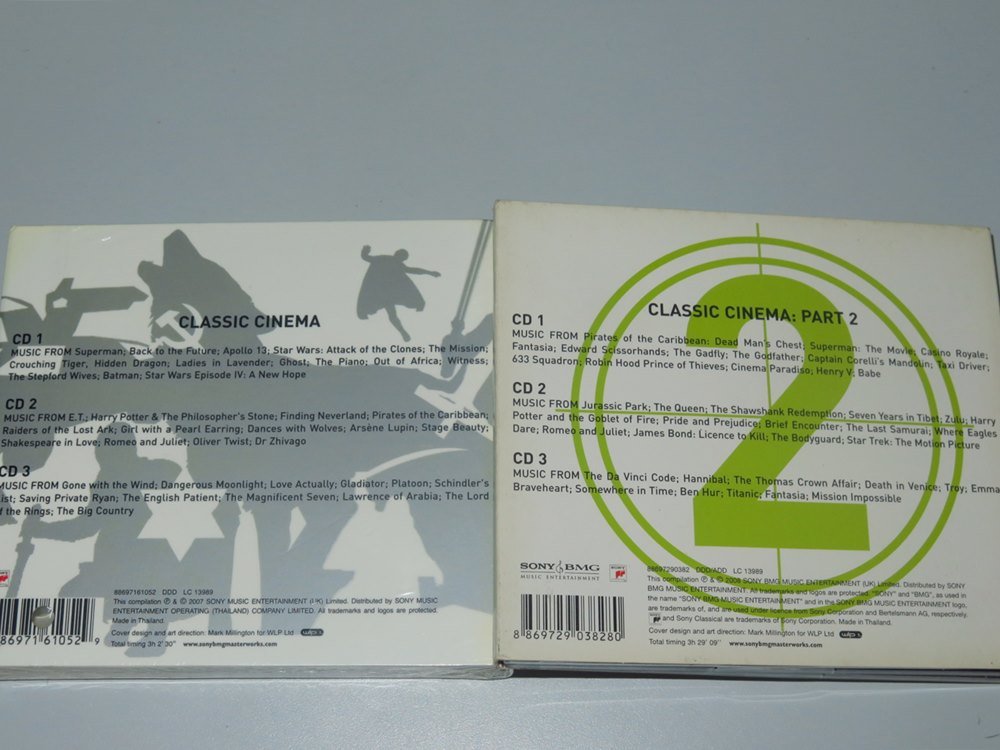 CLASSIC CINEMA
CD 1
MUSIC FROM Superman; Back to the Future; Apollo 13; Star Wars: Attack of the Clones; The Mission;
Crouching Tiger, Hidden Dragon; Ladies in Lavender; Ghost; The Piano; Out of Africa; Witness;
The Stepford Wives; Batman; Star Wars Episode IV: A New Hope
CD 2
MUSIC FROM E.T.; Harry Potter & The Philosopher's Stone; Finding Neverland; Pirates of the Caribbean;
Raiders of the Lost Ark; Girl with a Pearl Earring; Dances with Wolves; Arsène Lupin; Stage Beauty;
Shakespeare in Love; Romeo and Juliet; Oliver Twist; Dr Zhivago
CD 3
MUSIC FROM Gone with the Wind; Dangerous Moonlight; Love Actually; Gladiator; Platoon; Schindler's
ist; Saving Private Ryan; The English Patient; The Magnificent Seven; Lawrence of Arabia; The Lord
f the Rings; The Big Country
88697161052 DDD LC 13989
This compilation ℗ & © 2007 SONY MUSIC ENTERTAINMENT (UK) Limited. Distributed by SONY MUSIC
ENTERTAINMENT OPERATING (THAILAND) COMPANY LIMITED. All trademarks and logos are protected.
Made in Thailand.
Cover design and art direction: Mark Millington for WLP Ltd wlp
Total timing 3h 2' 30" www.sonybmgmasterworks.com
86971 61052 9
CLASSIC CINEMA: PART 2
CD 1
MUSIC FROM Pirates of the Caribbean: Dead Man's Chest; Superman: The Movie; Casino Royale;
Fantasia; Edward Scissorhands; The Gadfly; The Godfather; Captain Corelli's Mandolin; Taxi Driver;
633 Squadron; Robin Hood Prince of Thieves; Cinema Paradiso; Henry V; Babe
CD 2
MUSIC FROM Jurassic Park; The Queen; The Shawshank Redemption; Seven Years in Tibet; Zulu; Harry
Potter and the Goblet of Fire; Pride and Prejudice; Brief Encounter; The Last Samurai; Where Eagles
Dare; Romeo and Juliet; James Bond: Licence to Kill; The Bodyguard; Star Trek: The Motion Picture
CD 3
MUSIC FROM The Da Vinci Code; Hannibal; The Thomas Crown Affair; Death in Venice; Troy; Emma
Braveheart; Somewhere in Time; Ben Hur; Titanic; Fantasia; Mission Impossible
2
SONY BMG
MUSIC ENTERTAINMENT
88697290382 DDD/ADD LC 13989
This compilation ℗ & © 2008 SONY BMG MUSIC ENTERTAINMENT (UK) Limited. Distributed by SONY
BMG MUSIC ENTERTAINMENT. All trademarks and logos are protected. "SONY" and "BMG", as used in
the name "SONY BMG MUSIC ENTERTAINMENT" and in the SONY BMG MUSIC ENTERTAINMENT logo,
are trademarks of, and are used under licence from Sony Corporation and Bertelsmann AG, respectively.
and Sony Classical are trademarks of Sony Corporation. Made in Thailand.
Cover design and art direction: Mark Millington for WLP Ltd wlp
Total timing 3h 29' 09" www.sonybmgmasterworks.com
8 869729 038280